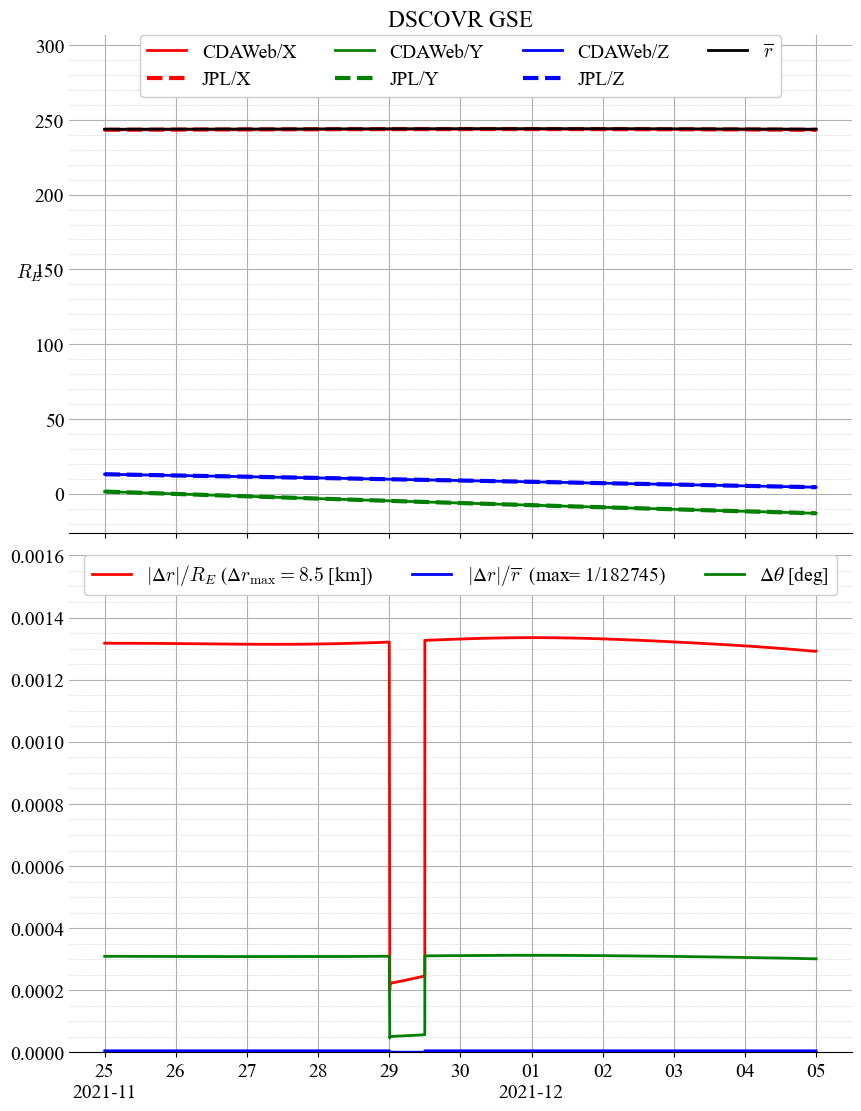 DSCOVR GSE
CDAWeb/X CDAWeb/Y CDAWeb/Z r̅
JPL/X JPL/Y JPL/Z
300
250
200
R_E 150
100
50
0
0.0016
|Δr|/R_E (Δr_max = 8.5 [km]) |Δr|/r̅ (max= 1/182745) Δθ [deg]
0.0014
0.0012
0.0010
0.0008
0.0006
0.0004
0.0002
0.0000
25 26 27 28 29 30 01 02 03 04 05
2021-11 2021-12